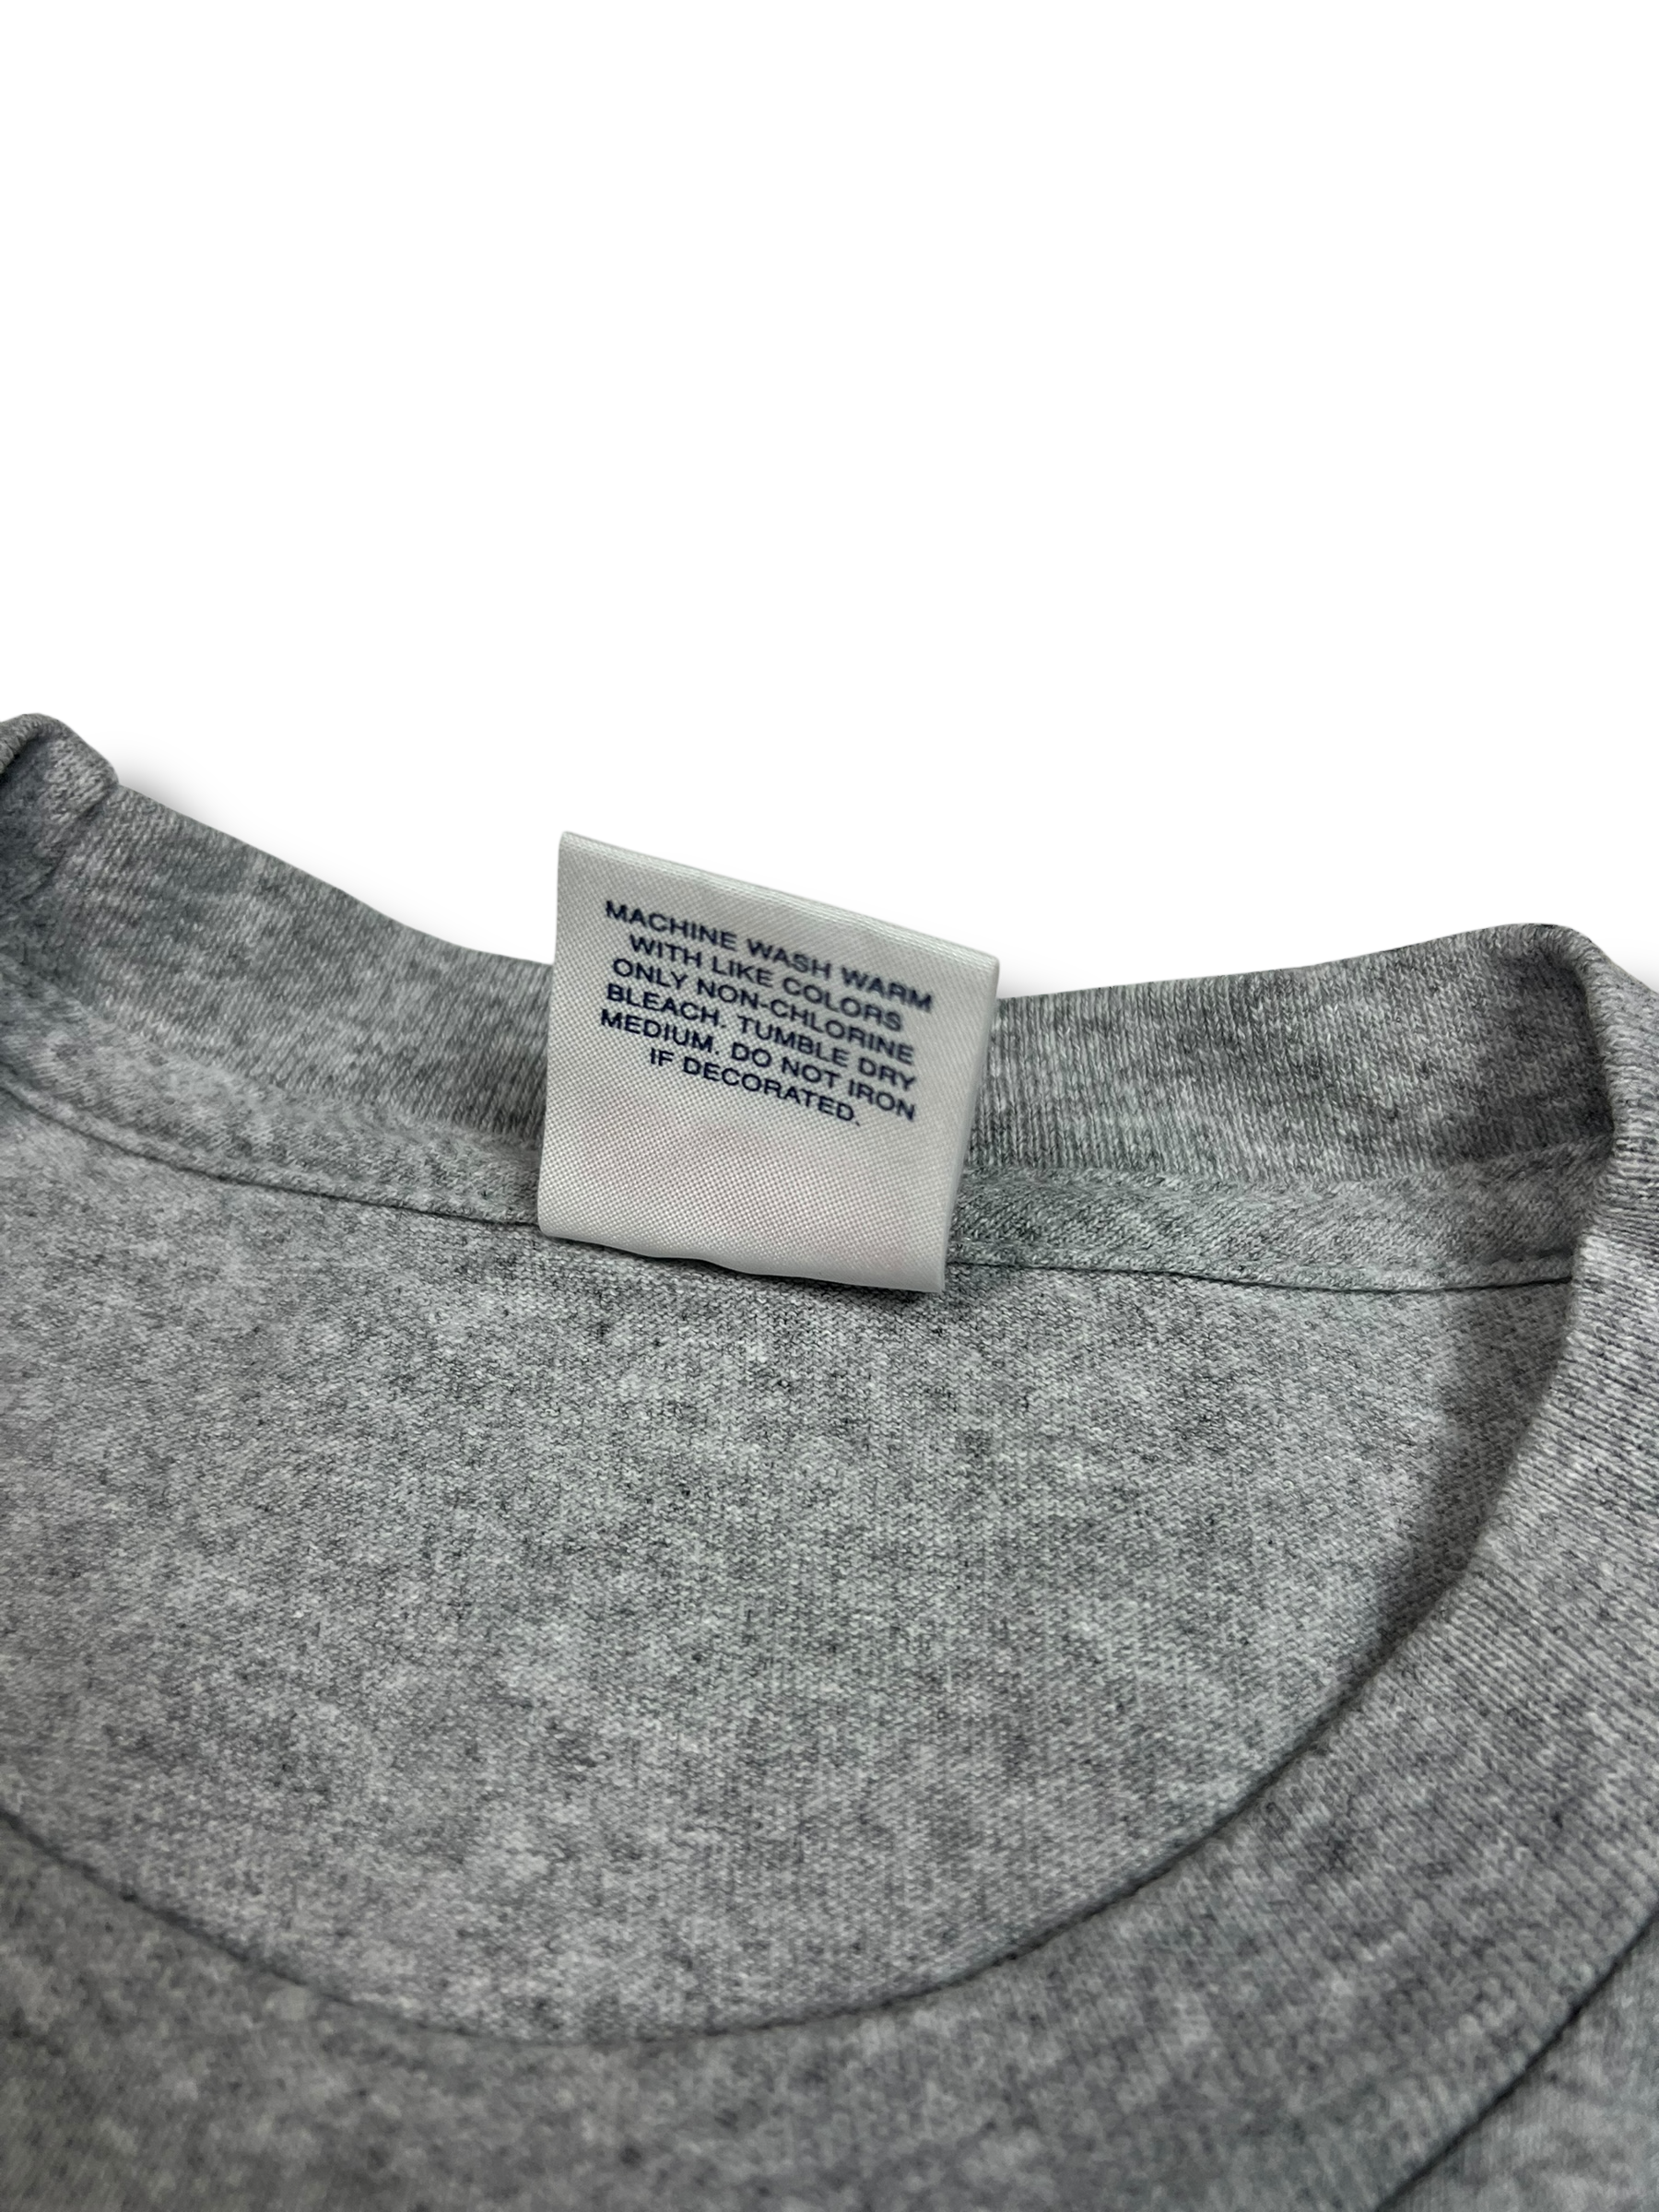 MACHINE WASH WARM
WITH LIKE COLORS
ONLY NON-CHLORINE
BLEACH. TUMBLE DRY
MEDIUM. DO NOT IRON
IF DECORATED.